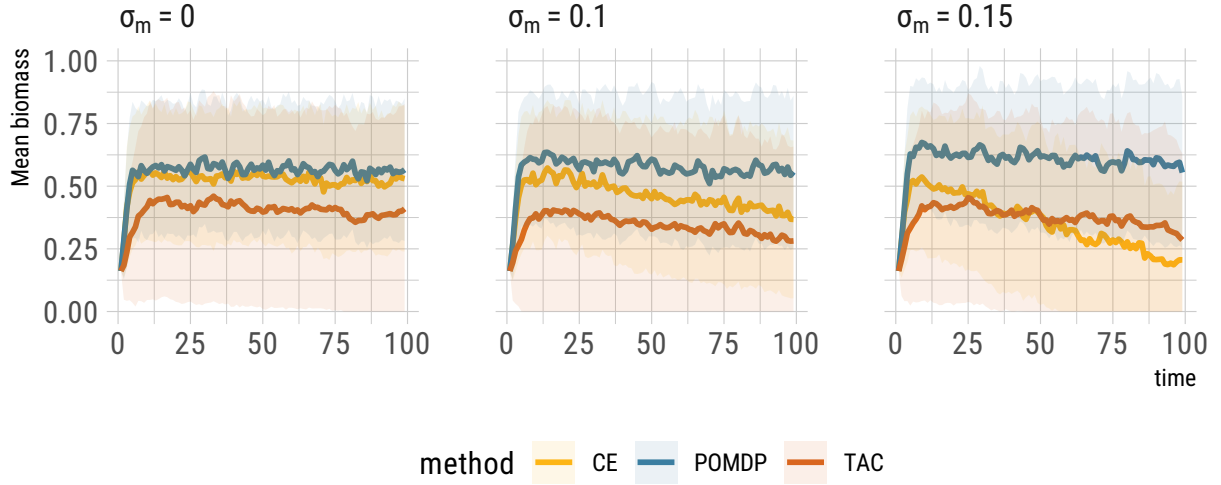 σm = 0
σm = 0.1
σm = 0.15
Mean biomass
1.00
0.75
0.50
0.25
0.00
0 25 50 75 100
0 25 50 75 100
0 25 50 75 100
time
method CE POMDP TAC